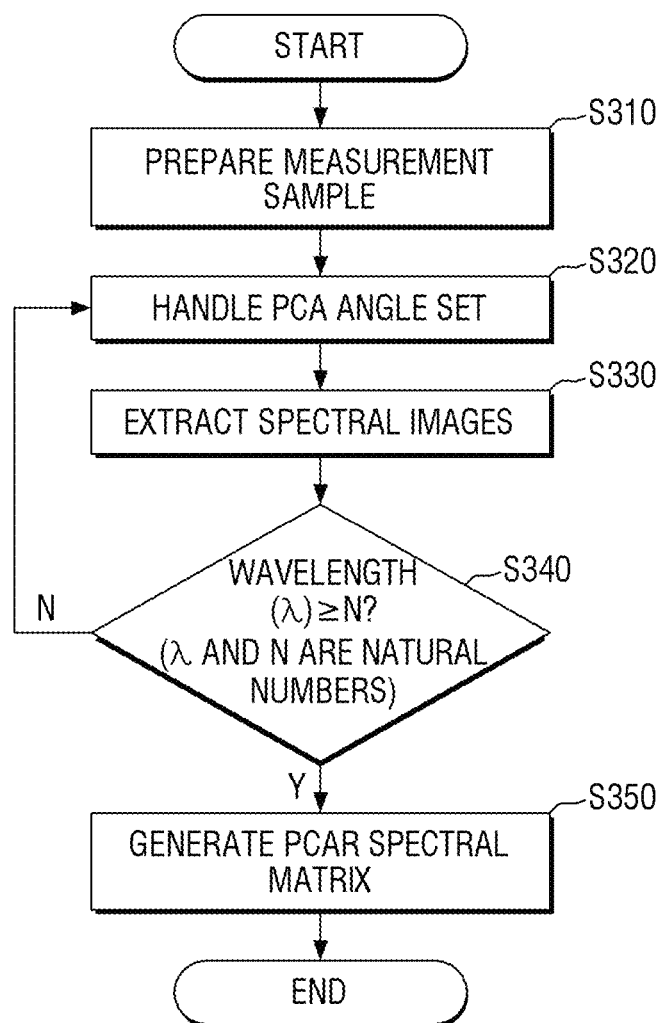 START
S310
PREPARE MEASUREMENT
SAMPLE
S320
HANDLE PCA ANGLE SET
S330
EXTRACT SPECTRAL IMAGES
S340
WAVELENGTH
(λ) ≥N?
(λ AND N ARE NATURAL
NUMBERS)
N
Y
S350
GENERATE PCAR SPECTRAL
MATRIX
END